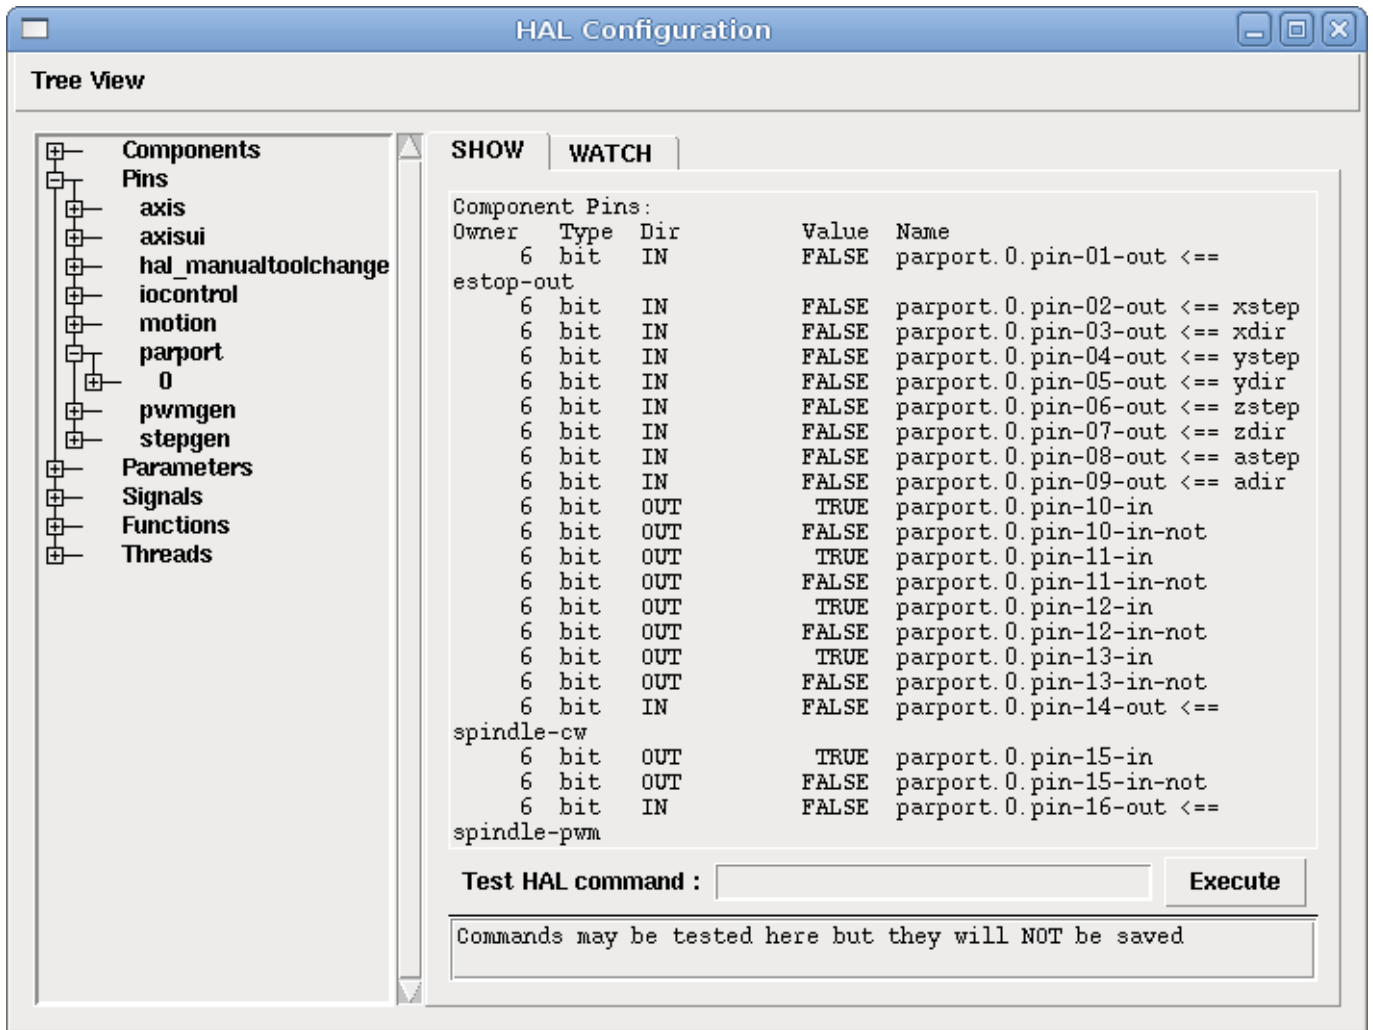 HAL Configuration
Tree View
Components
Pins
axis
axisui
hal_manualtoolchange
iocontrol
motion
parport
0
pwmgen
stepgen
Parameters
Signals
Functions
Threads
SHOW
WATCH
Component Pins:
Owner Type Dir Value Name
6 bit IN FALSE parport.0.pin-01-out <==
estop-out
6 bit IN FALSE parport.0.pin-02-out <== xstep
6 bit IN FALSE parport.0.pin-03-out <== xdir
6 bit IN FALSE parport.0.pin-04-out <== ystep
6 bit IN FALSE parport.0.pin-05-out <== ydir
6 bit IN FALSE parport.0.pin-06-out <== zstep
6 bit IN FALSE parport.0.pin-07-out <== zdir
6 bit IN FALSE parport.0.pin-08-out <== astep
6 bit IN FALSE parport.0.pin-09-out <== adir
6 bit OUT TRUE parport.0.pin-10-in
6 bit OUT FALSE parport.0.pin-10-in-not
6 bit OUT TRUE parport.0.pin-11-in
6 bit OUT FALSE parport.0.pin-11-in-not
6 bit OUT TRUE parport.0.pin-12-in
6 bit OUT FALSE parport.0.pin-12-in-not
6 bit OUT TRUE parport.0.pin-13-in
6 bit OUT FALSE parport.0.pin-13-in-not
6 bit IN FALSE parport.0.pin-14-out <==
spindle-cw
6 bit OUT TRUE parport.0.pin-15-in
6 bit OUT FALSE parport.0.pin-15-in-not
6 bit IN FALSE parport.0.pin-16-out <==
spindle-pwm
Test HAL command :
Execute
Commands may be tested here but they will NOT be saved